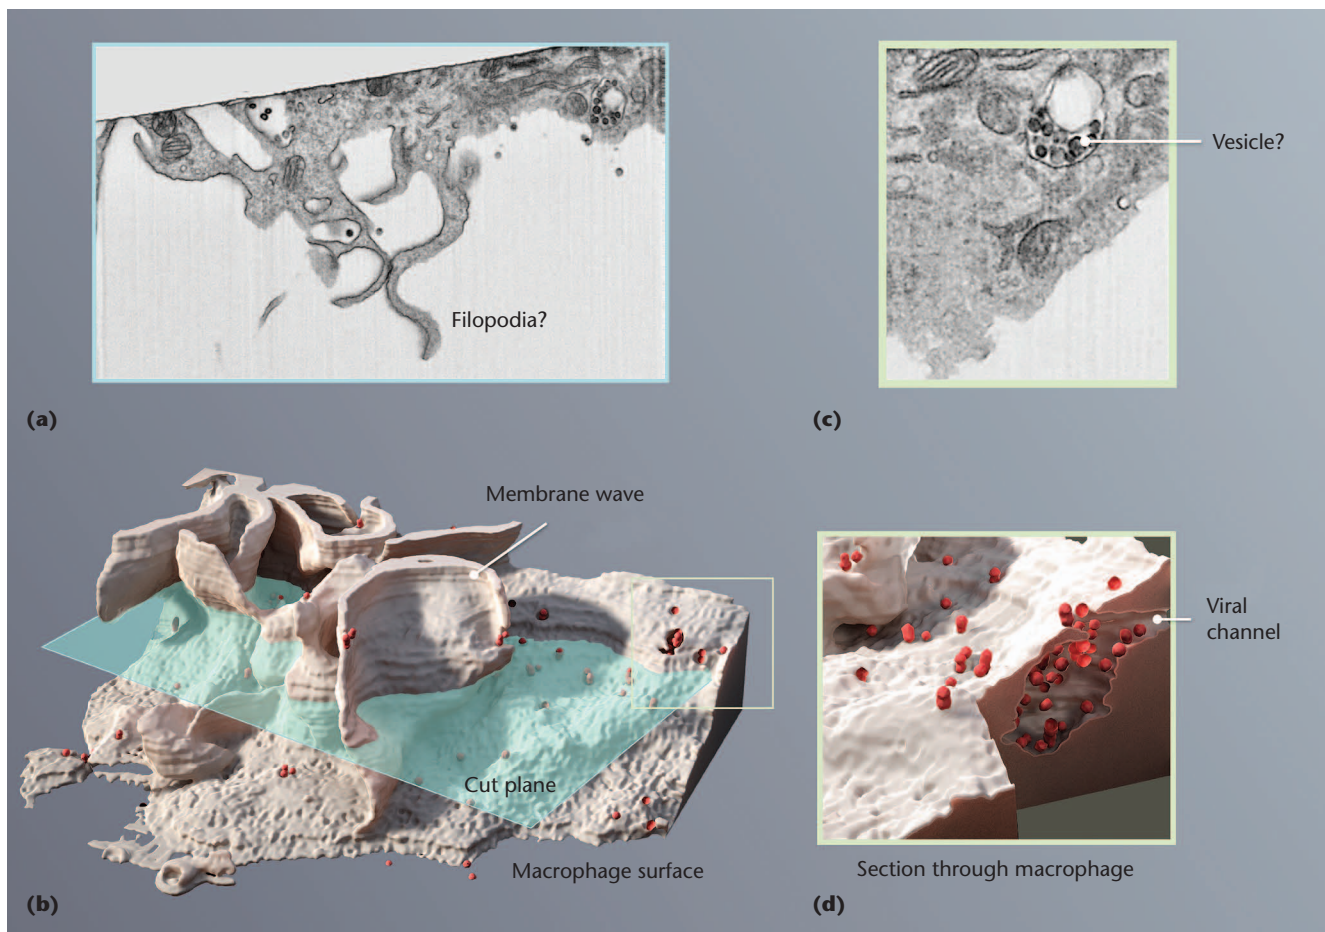 Filopodia?
Vesicle?
(a)
(c)
Membrane wave
Viral
channel
Cut plane
Macrophage surface
Section through macrophage
(b)
(d)